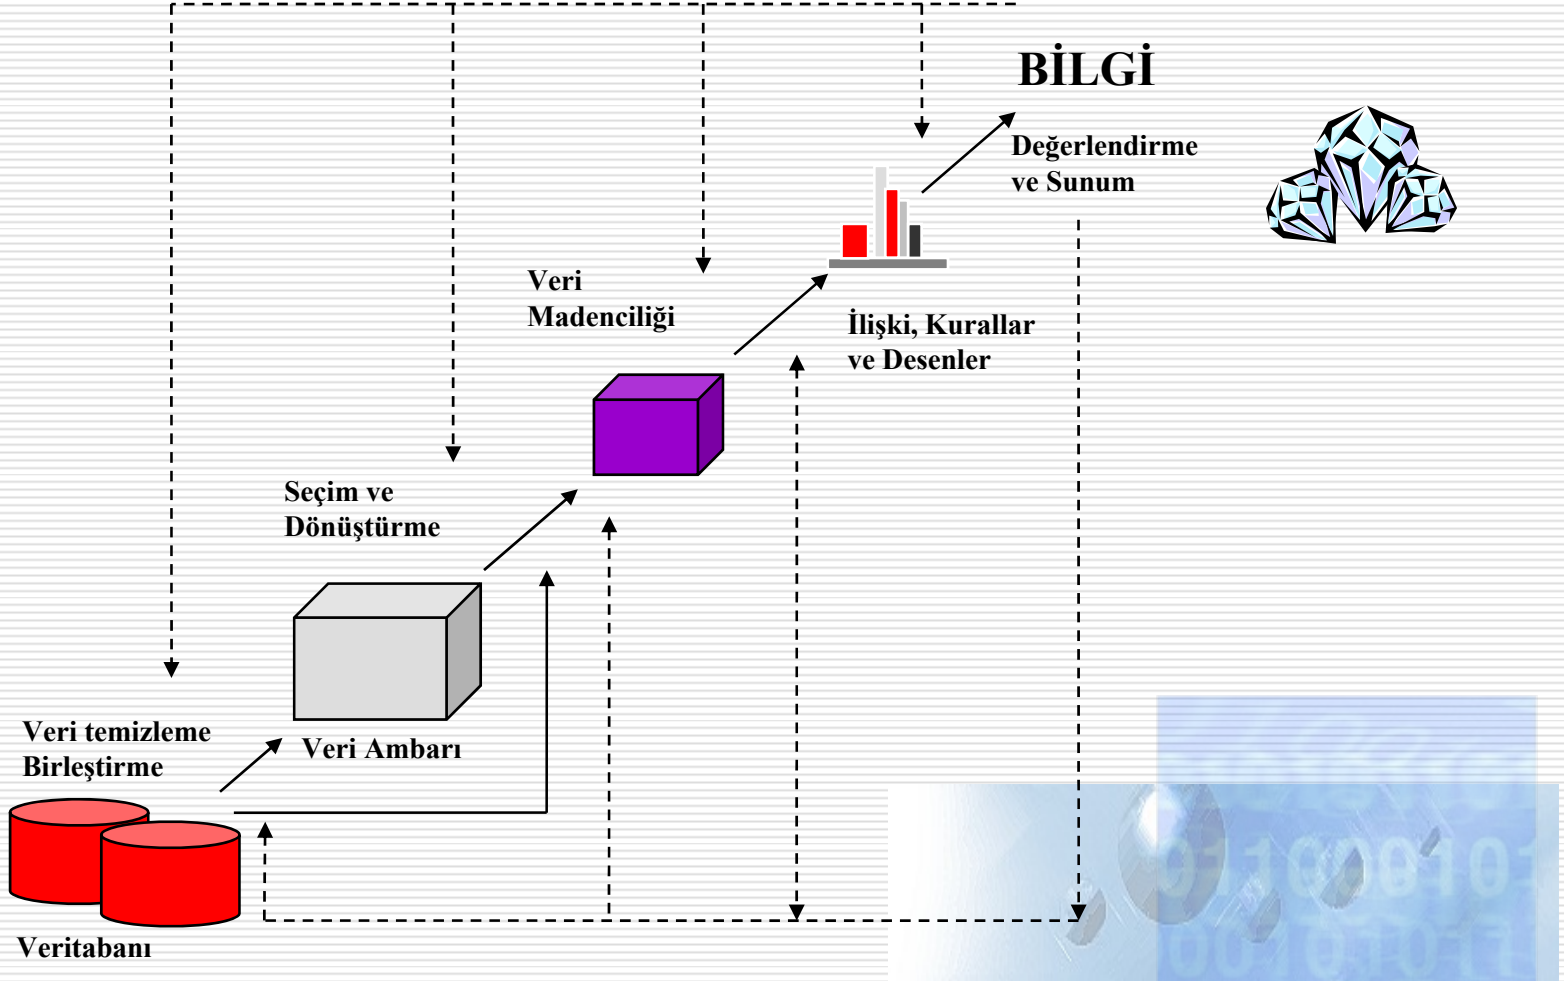 BİLGİ
Değerlendirme
ve Sunum
Veri
Madenciliği
İlişki, Kurallar
ve Desenler
Seçim ve
Dönüştürme
Veri temizleme
Birleştirme
Veri Ambarı
Veritabanı